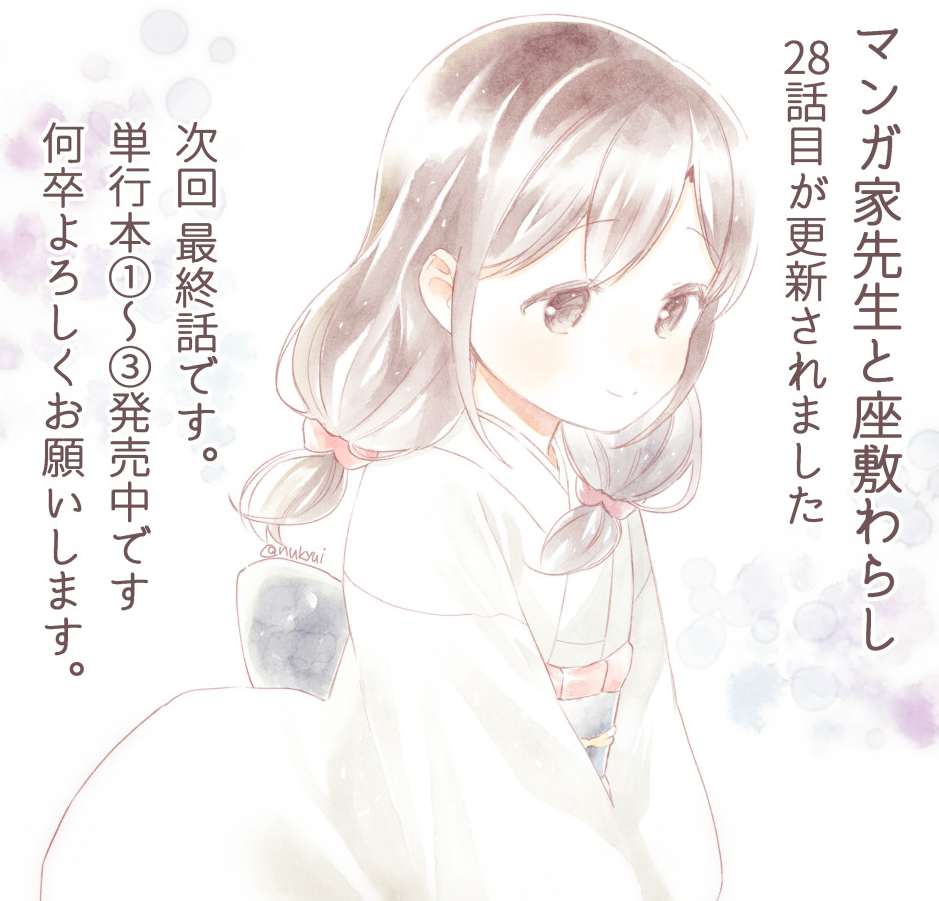 マンガ家先生と座敷わらし
28話目が更新されました
次回 最終話です。
単行本①〜③発売中です
何卒よろしくお願いします。
@nukyui